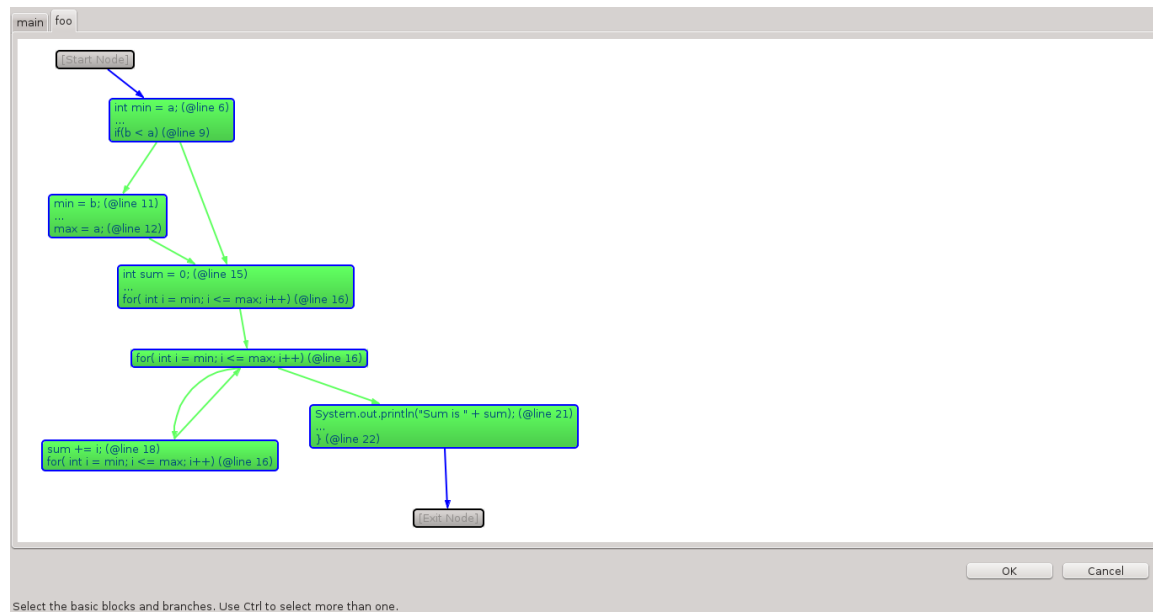 main foo
[Start Node]
int min = a; (@line 6)
...
if(b < a) (@line 9)
min = b; (@line 11)
...
max = a; (@line 12)
int sum = 0; (@line 15)
...
for( int i = min; i <= max; i++) (@line 16)
for( int i = min; i <= max; i++) (@line 16)
System.out.println("Sum is " + sum); (@line 21)
...
} (@line 22)
sum += i; (@line 18)
for( int i = min; i <= max; i++) (@line 16)
[Exit Node]
OK Cancel
Select the basic blocks and branches. Use Ctrl to select more than one.